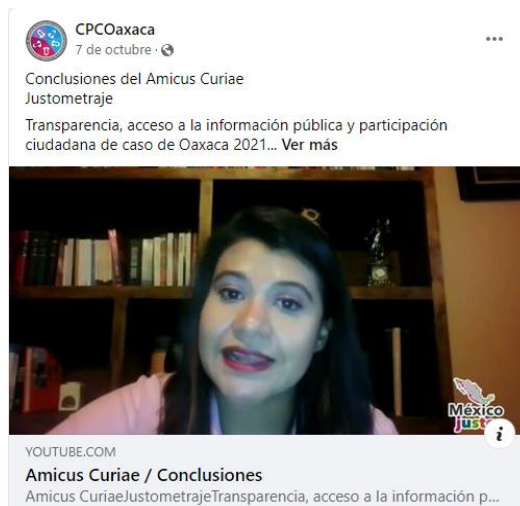 CPCOaxaca
7 de octubre ·
Conclusiones del Amicus Curiae
Justometraje
Transparencia, acceso a la información pública y participación
ciudadana de caso de Oaxaca 2021... Ver más
México
justo
i
YOUTUBE.COM
Amicus Curiae / Conclusiones
Amicus CuriaeJustometrajeTransparencia, acceso a la información p...